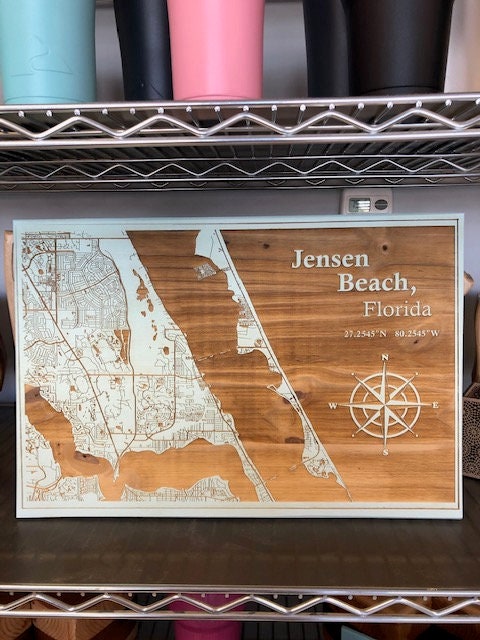 Jensen
Beach,
Florida
27.2545"N 80.2545"W
N
W E
S